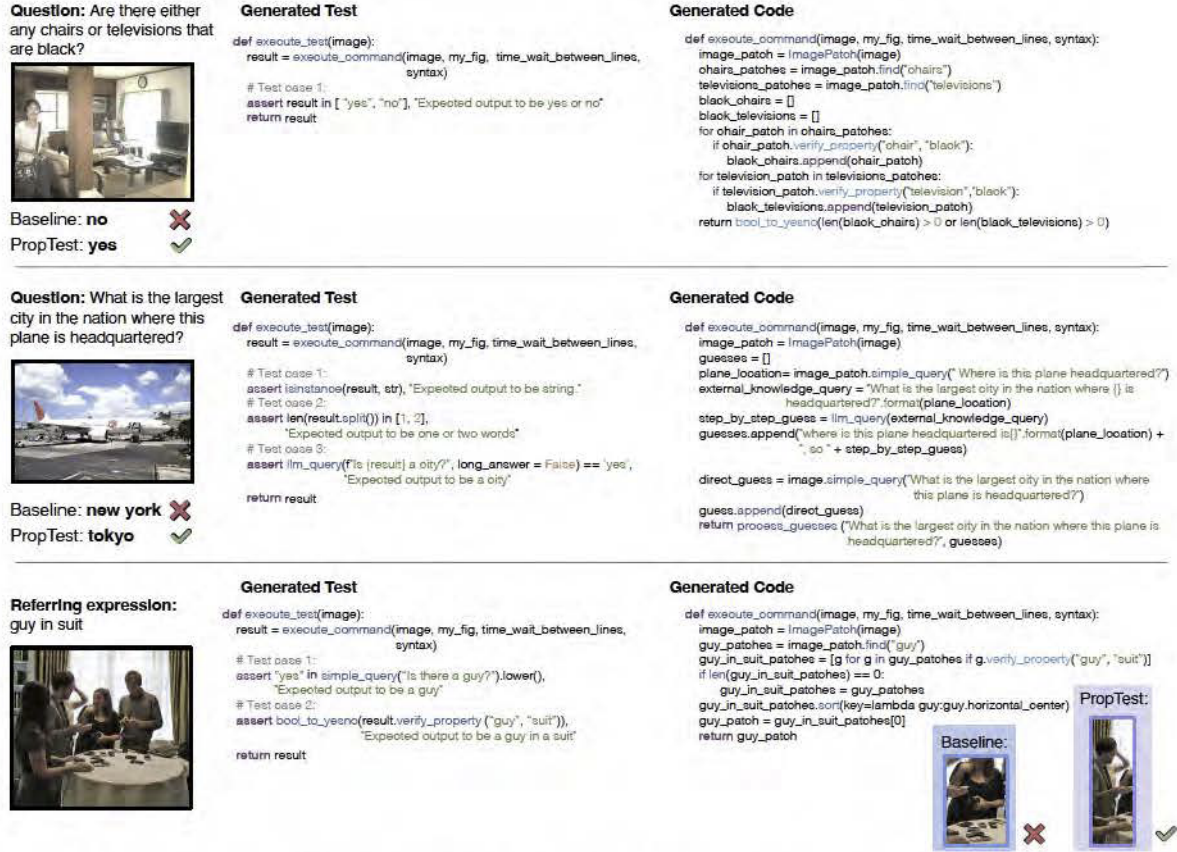 Question: Are there either
any chairs or televisions that
are black?
Baseline: no
PropTest: yes
Generated Test
def execute_test(image):
result = execute_command(image, my_fig, time_wait_between_lines,
syntax)
# Test case 1:
assert result in [ "yes", "no"], "Expected output to be yes or no"
return result
Generated Code
def execute_command(image, my_fig, time_wait_between_lines, syntax):
image_patch = ImagePatch(image)
chairs_patches = image_patch.find("chairs")
televisions_patches = image_patch.find("televisions")
black_chairs = []
black_televisions = []
for chair_patch in chairs_patches:
if chair_patch.verify_property("chair", "black"):
black_chairs.append(chair_patch)
for television_patch in televisions_patches:
if television_patch.verify_property("television","black"):
black_televisions.append(television_patch)
return bool_to_yesno(len(black_chairs) > 0 or len(black_televisions) > 0)
Question: What is the largest
city in the nation where this
plane is headquartered?
Baseline: new york
PropTest: tokyo
Generated Test
def execute_test(image):
result = execute_command(image, my_fig, time_wait_between_lines,
syntax)
# Test case 1:
assert isinstance(result, str), "Expected output to be string."
# Test case 2:
assert len(result.split()) in [1, 2],
"Expected output to be one or two words"
# Test case 3:
assert llm_query(f"Is {result} a city?", long_answer = False) == 'yes',
"Expected output to be a city"
return result
Generated Code
def execute_command(image, my_fig, time_wait_between_lines, syntax):
image_patch = ImagePatch(image)
guesses = []
plane_location= image_patch.simple_query(" Where is this plane headquartered?")
external_knowledge_query = "What is the largest city in the nation where {} is
headquartered?".format(plane_location)
step_by_step_guess = llm_query(external_knowledge_query)
guesses.append("where is this plane headquartered is{}".format(plane_location) +
", so " + step_by_step_guess)
direct_guess = image.simple_query("What is the largest city in the nation where
this plane is headquartered?")
guess.append(direct_guess)
return process_guesses ("What is the largest city in the nation where this plane is
headquartered?", guesses)
Referring expression:
guy in suit
Generated Test
def execute_test(image):
result = execute_command(image, my_fig, time_wait_between_lines,
syntax)
# Test case 1:
assert "yes" in simple_query("Is there a guy?").lower(),
"Expected output to be a guy"
# Test case 2:
assert bool_to_yesno(result.verify_property ("guy", "suit")),
"Expected output to be a guy in a suit"
return result
Generated Code
def execute_command(image, my_fig, time_wait_between_lines, syntax):
image_patch = ImagePatch(image)
guy_patches = image_patch.find("guy")
guy_in_suit_patches = [g for g in guy_patches if g.verify_property("guy", "suit")]
if len(guy_in_suit_patches) == 0:
guy_in_suit_patches = guy_patches
guy_in_suit_patches.sort(key=lambda guy:guy.horizontal_center)
guy_patch = guy_in_suit_patches[0]
return guy_patch
Baseline:
PropTest: